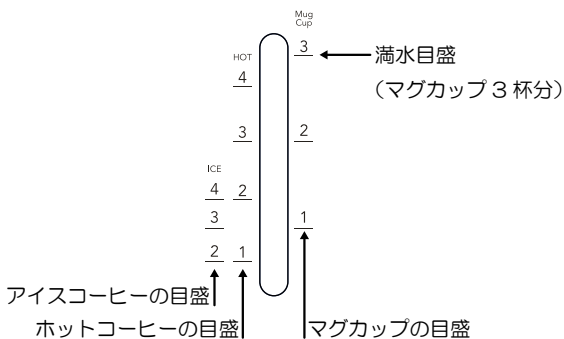 Mug
Cup
3
満水目盛
(マグカップ 3 杯分)
HOT
4
3
2
ICE
4
2
3
1
2
1
アイスコーヒーの目盛
ホットコーヒーの目盛
マグカップの目盛